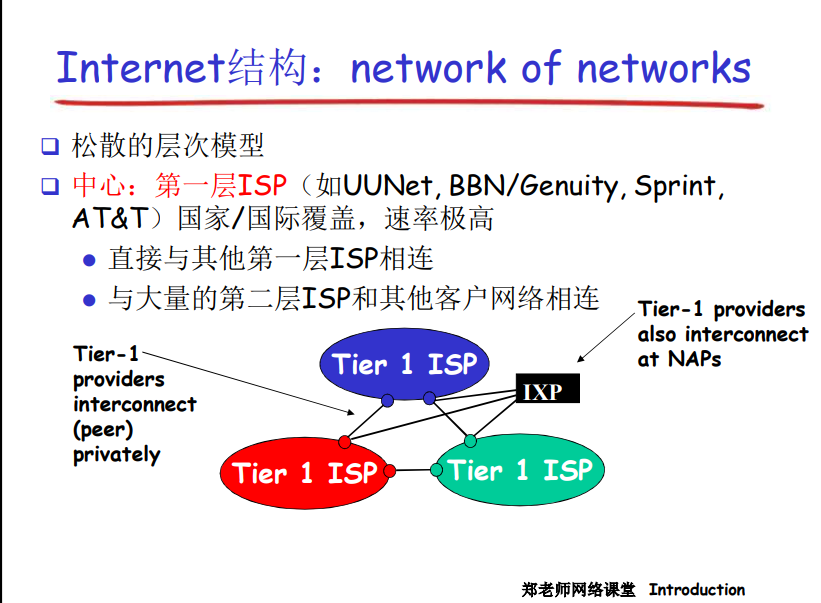 Internet结构：network of networks
松散的层次模型
中心：第一层ISP（如UUNet, BBN/Genuity, Sprint,
AT&T）国家/国际覆盖，速率极高
直接与其他第一层ISP相连
与大量的第二层ISP和其他客户网络相连
Tier-1 providers
also interconnect
at NAPs
Tier-1
providers
interconnect
(peer)
privately
Tier 1 ISP
IXP
Tier 1 ISP
Tier 1 ISP
郑老师网络课堂 Introduction